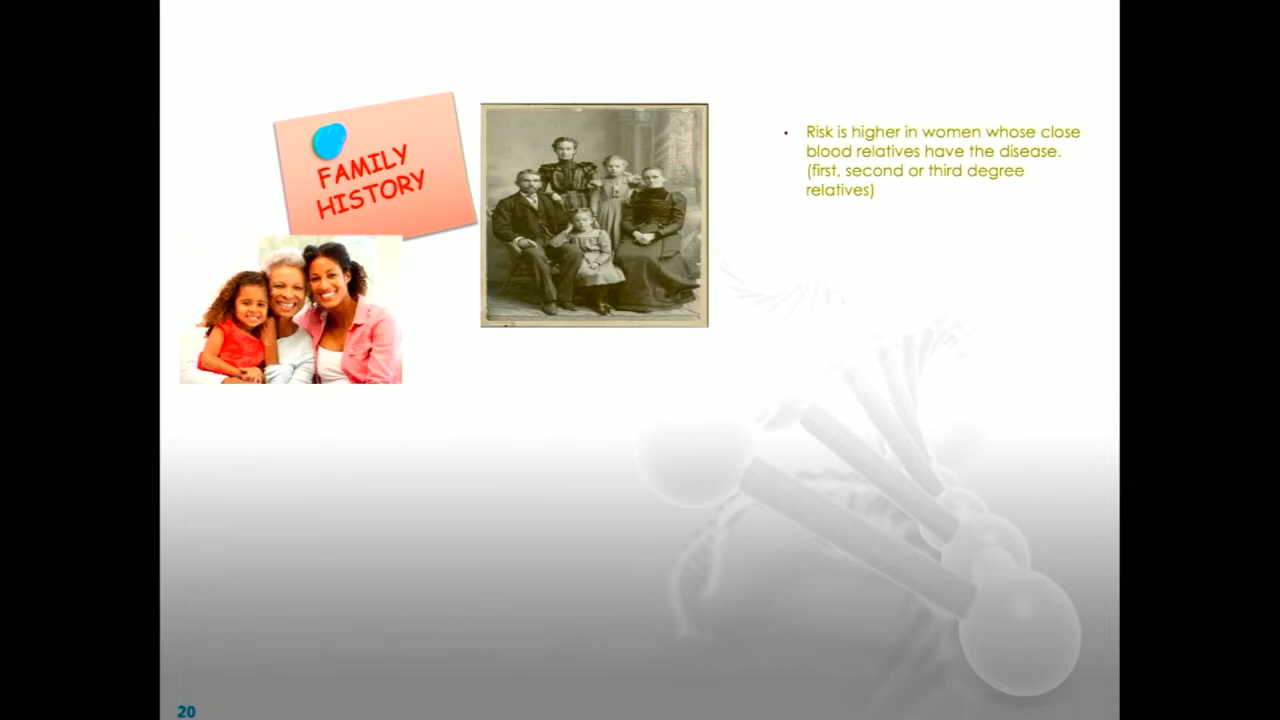 FAMILY
HISTORY
• Risk is higher in women whose close
blood relatives have the disease.
(first, second or third degree
relatives)
20